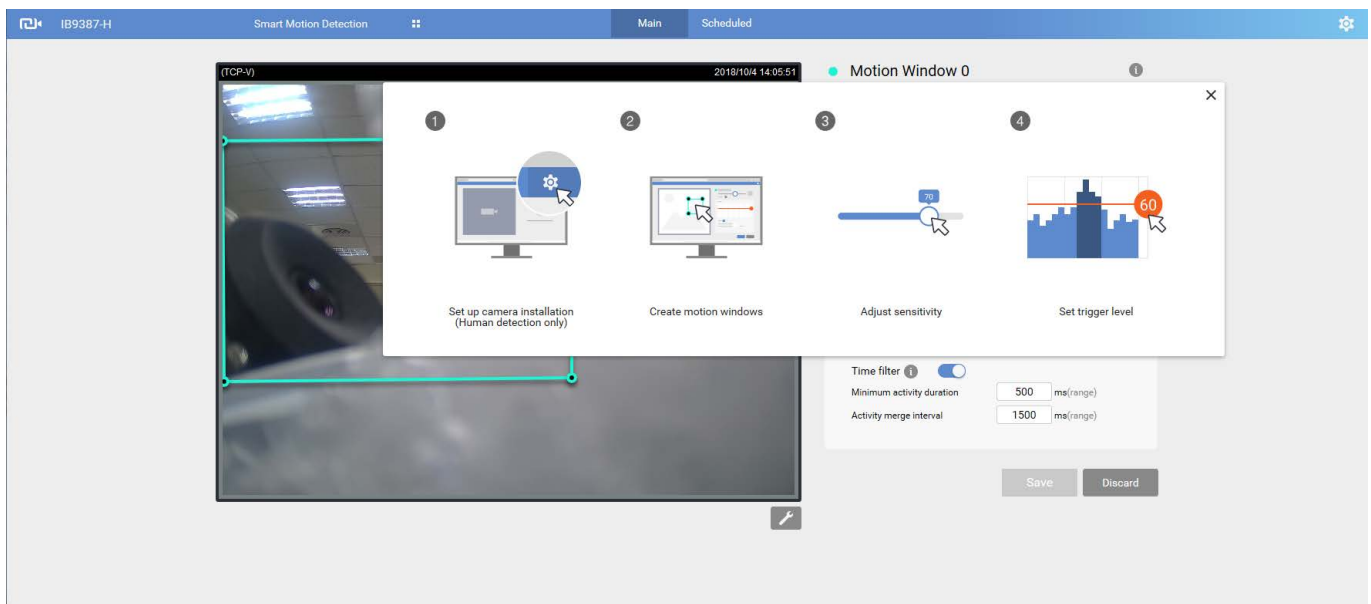 IB9387-H
Smart Motion Detection
Main
Scheduled
(TCP-V)
2018/10/4 14:05:51
Motion Window 0
1
2
3
4
70
60
Set up camera installation
(Human detection only)
Create motion windows
Adjust sensitivity
Set trigger level
Time filter
Minimum activity duration
500
ms(range)
Activity merge interval
1500
ms(range)
Save
Discard